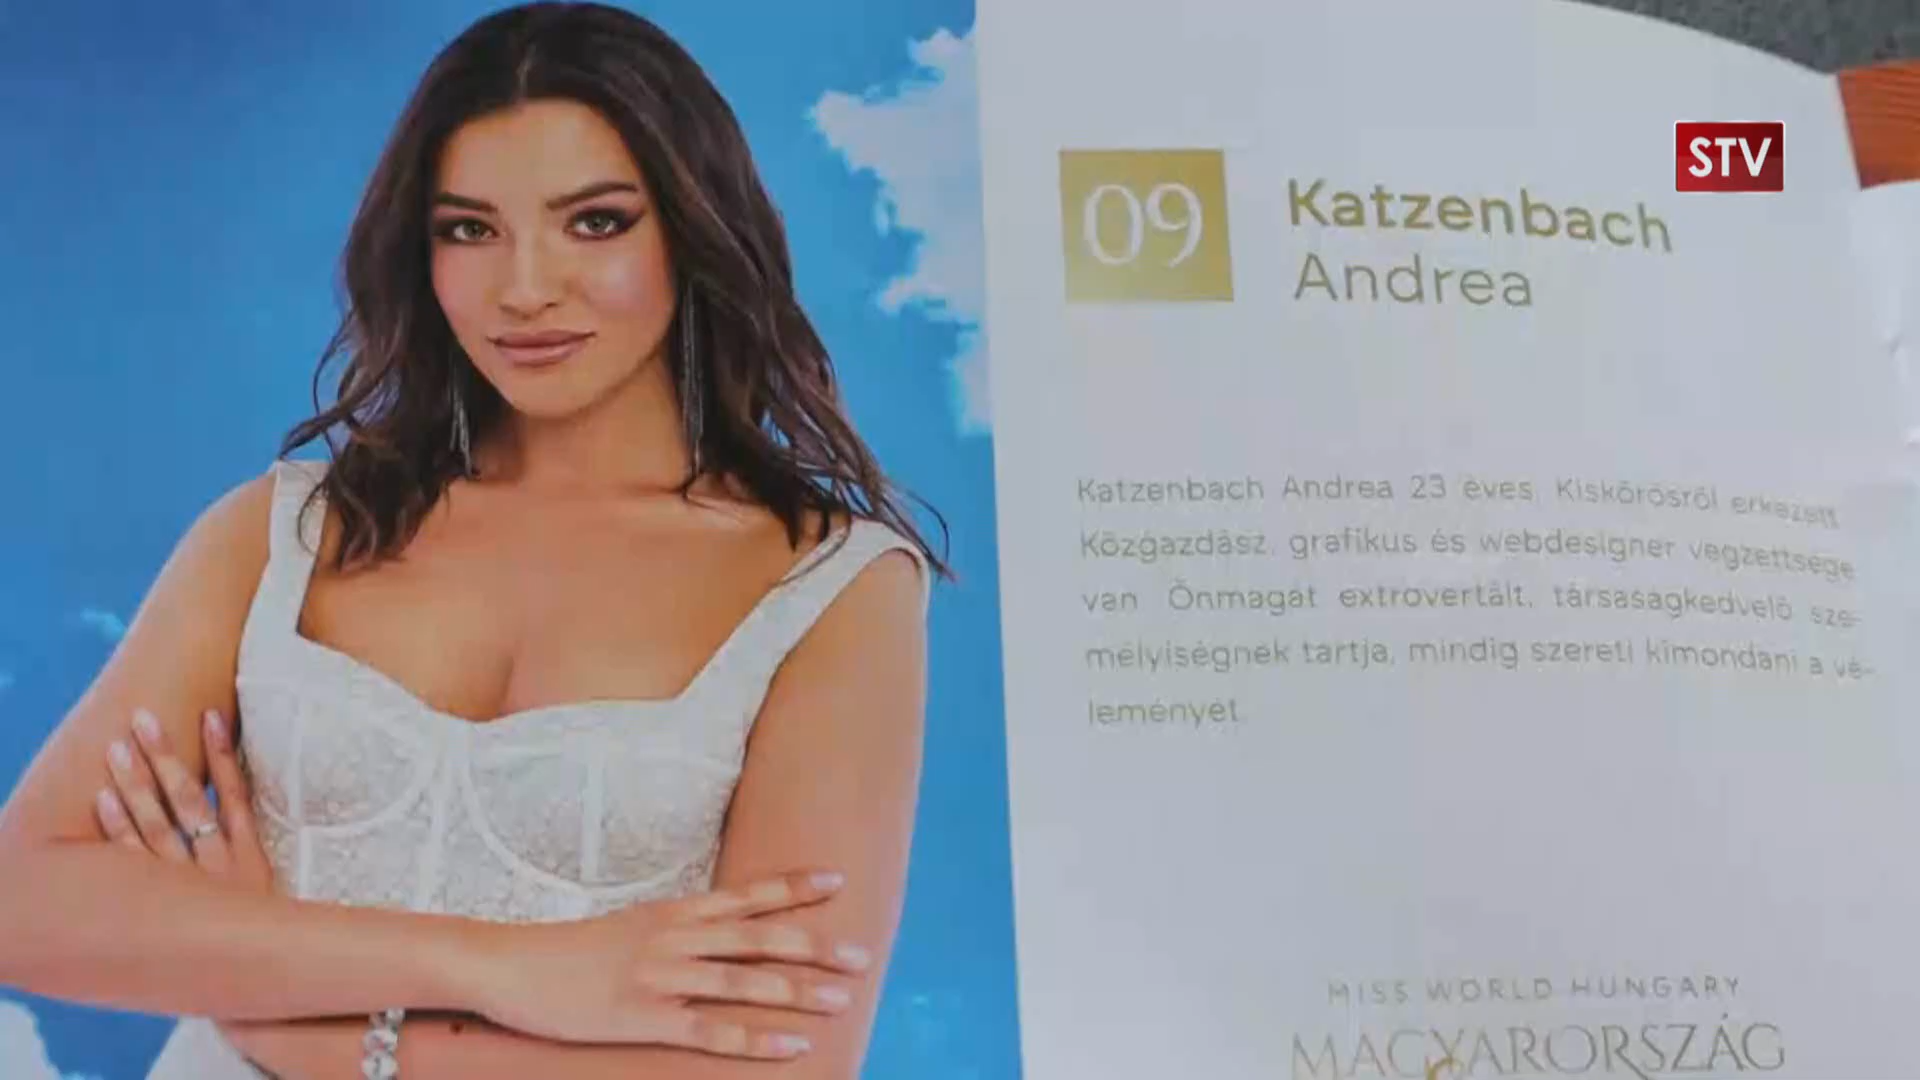 STV
09
Katzenbach
Andrea
Katzenbach Andrea 23 éves, Kiskőrösről érkezett.
Közgazdász, grafikus és webdesigner végzettsége
van. Önmagát extrovertált, társaságkedvelő sze-
mélyiségnek tartja, mindig szereti kimondani a vé-
leményét.
MISS WORLD HUNGARY
MAGYARORSZÁG